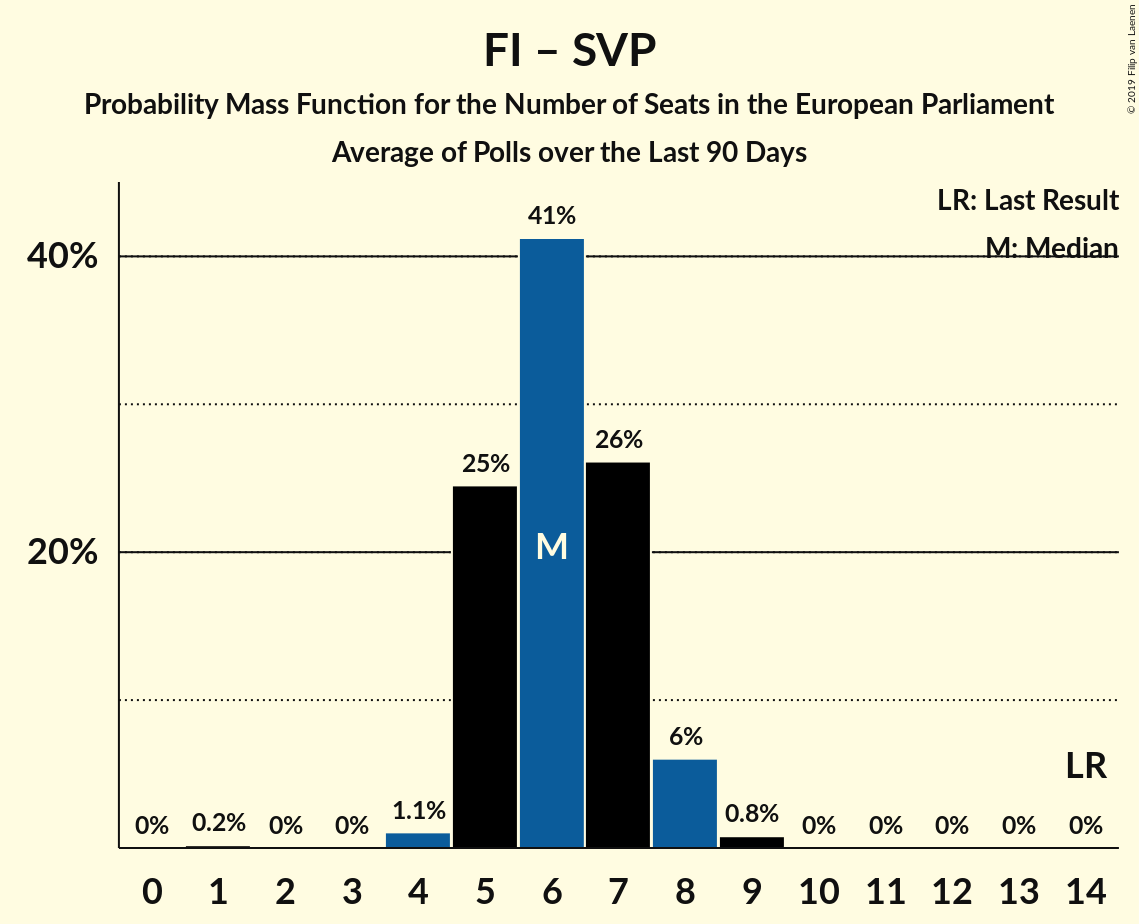 FI – SVP
Probability Mass Function for the Number of Seats in the European Parliament
Average of Polls over the Last 90 Days
© 2019 Filip van Laenen
LR: Last Result
M: Median
40%
20%
0%
0.2%
0%
0%
1.1%
25%
41%
26%
6%
0.8%
0%
0%
0%
0%
0%
M
LR
0 1 2 3 4 5 6 7 8 9 10 11 12 13 14